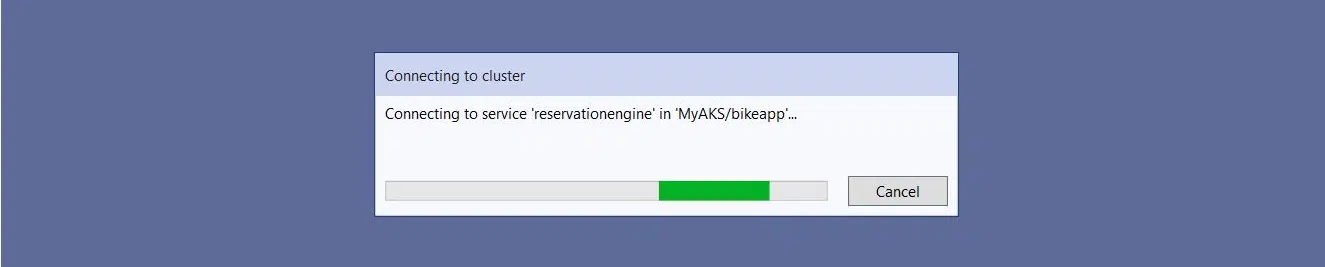 Connecting to cluster
Connecting to service 'reservationengine' in 'MyAKS/bikeapp'...
Cancel